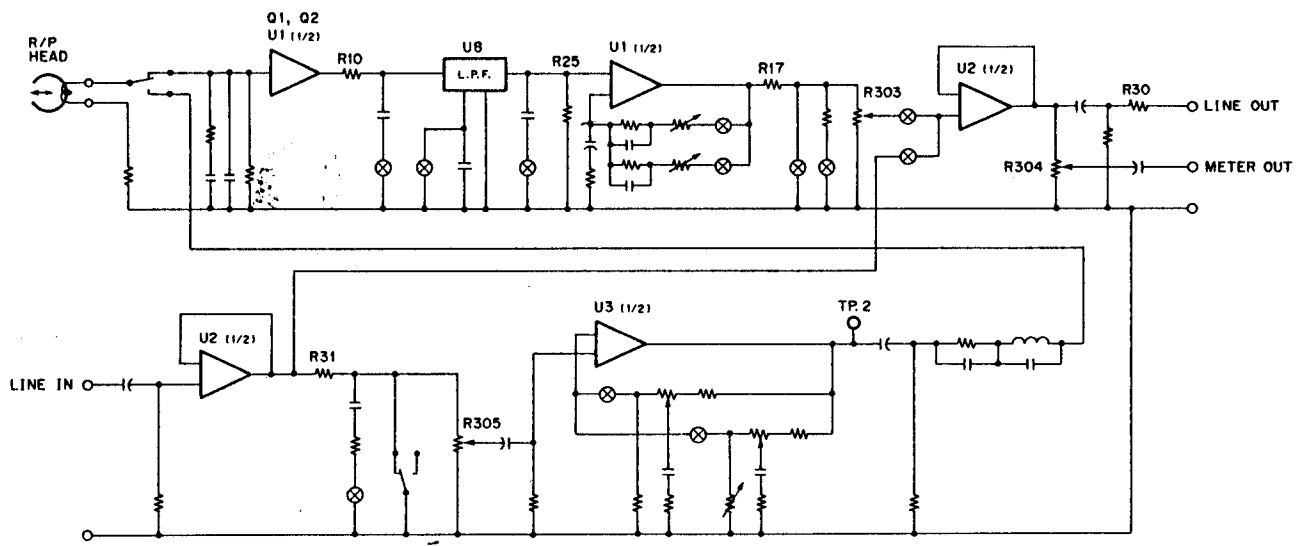 R/P
HEAD
Q1, Q2
U1 (1/2)
R10
U8
L.P.F.
R25
U1 (1/2)
R17
R303
U2 (1/2)
R30
LINE OUT
R304
METER OUT
LINE IN
U2 (1/2)
R31
R305
U3 (1/2)
TP. 2